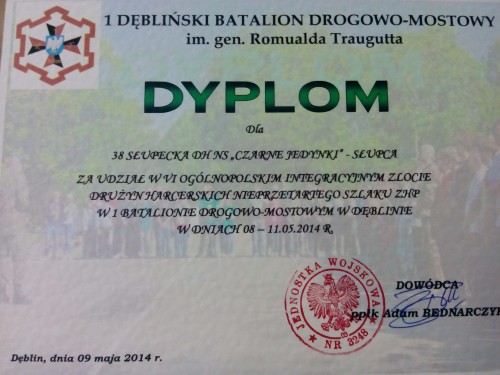 1 DĘBLIŃSKI BATALION DROGOWO-MOSTOWY
im. gen. Romualda Traugutta
DYPLOM
Dla
38 SŁUPECKA DH NS „CZARNE JEDYNKI" - SŁUPCA
ZA UDZIAŁ W VI OGÓLNOPOLSKIM INTEGRACYJNYM ZLOCIE
DRUŻYN HARCERSKICH NIEPRZETARTEGO SZLAKU ZHP
W 1 BATALIONIE DROGOWO-MOSTOWYM W DĘBLINIE
W DNIACH 08 – 11.05.2014 R.
JEDNOSTKA WOJSKOWA
NR 3248
DOWÓDCA
ppłk Adam BEDNARCZYK
Dęblin, dnia 09 maja 2014 r.